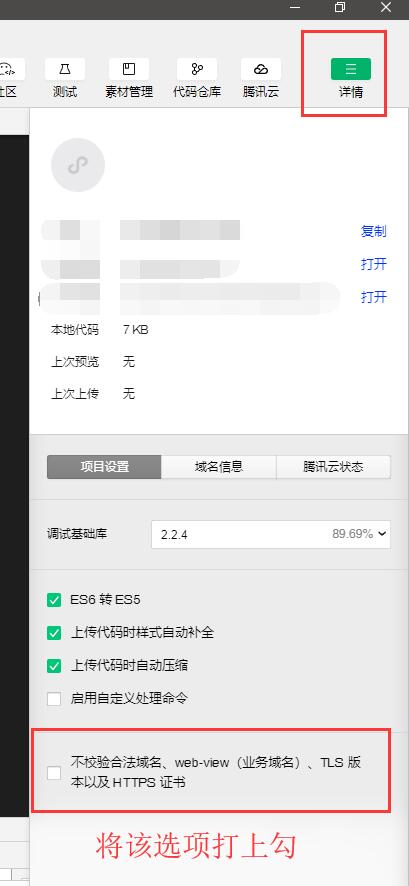 社区 测试 素材管理 代码仓库 腾讯云 详情
复制
打开
打开
本地代码 7 KB
上次预览 无
上次上传 无
项目设置 域名信息 腾讯云状态
调试基础库 2.2.4 89.69%
ES6 转 ES5
上传代码时样式自动补全
上传代码时自动压缩
启用自定义处理命令
不校验合法域名、web-view（业务域名）、TLS 版
本以及 HTTPS 证书
将该选项打上勾